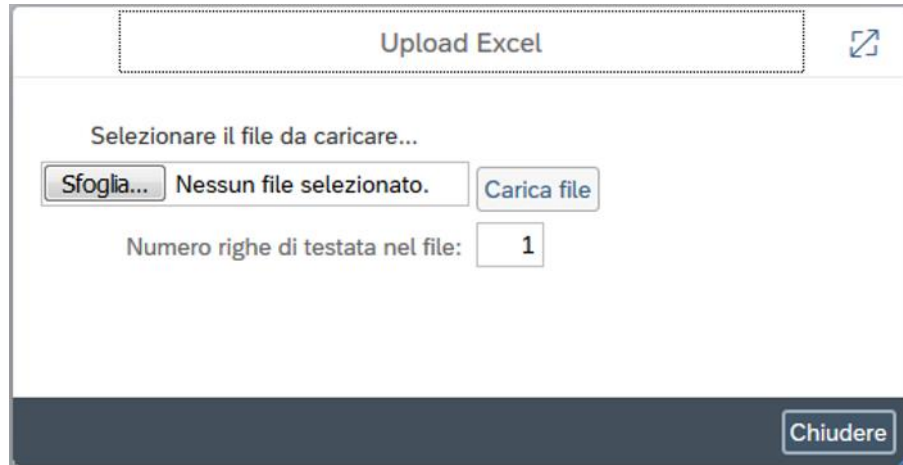 Upload Excel
Selezionare il file da caricare...
Sfoglia... Nessun file selezionato. Carica file
Numero righe di testata nel file: 1
Chiudere